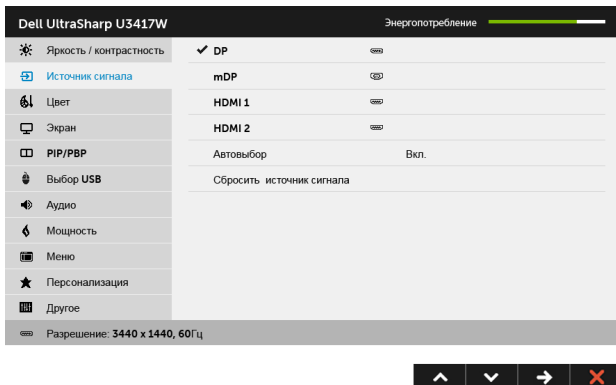 Dell UltraSharp U3417W
Энергопотребление
Яркость / контрастность
DP
Источник сигнала
mDP
Цвет
HDMI 1
Экран
HDMI 2
PIP/PBP
Автовыбор Вкл.
Выбор USB
Сбросить источник сигнала
Аудио
Мощность
Меню
Персонализация
Другое
Разрешение: 3440 x 1440, 60Гц